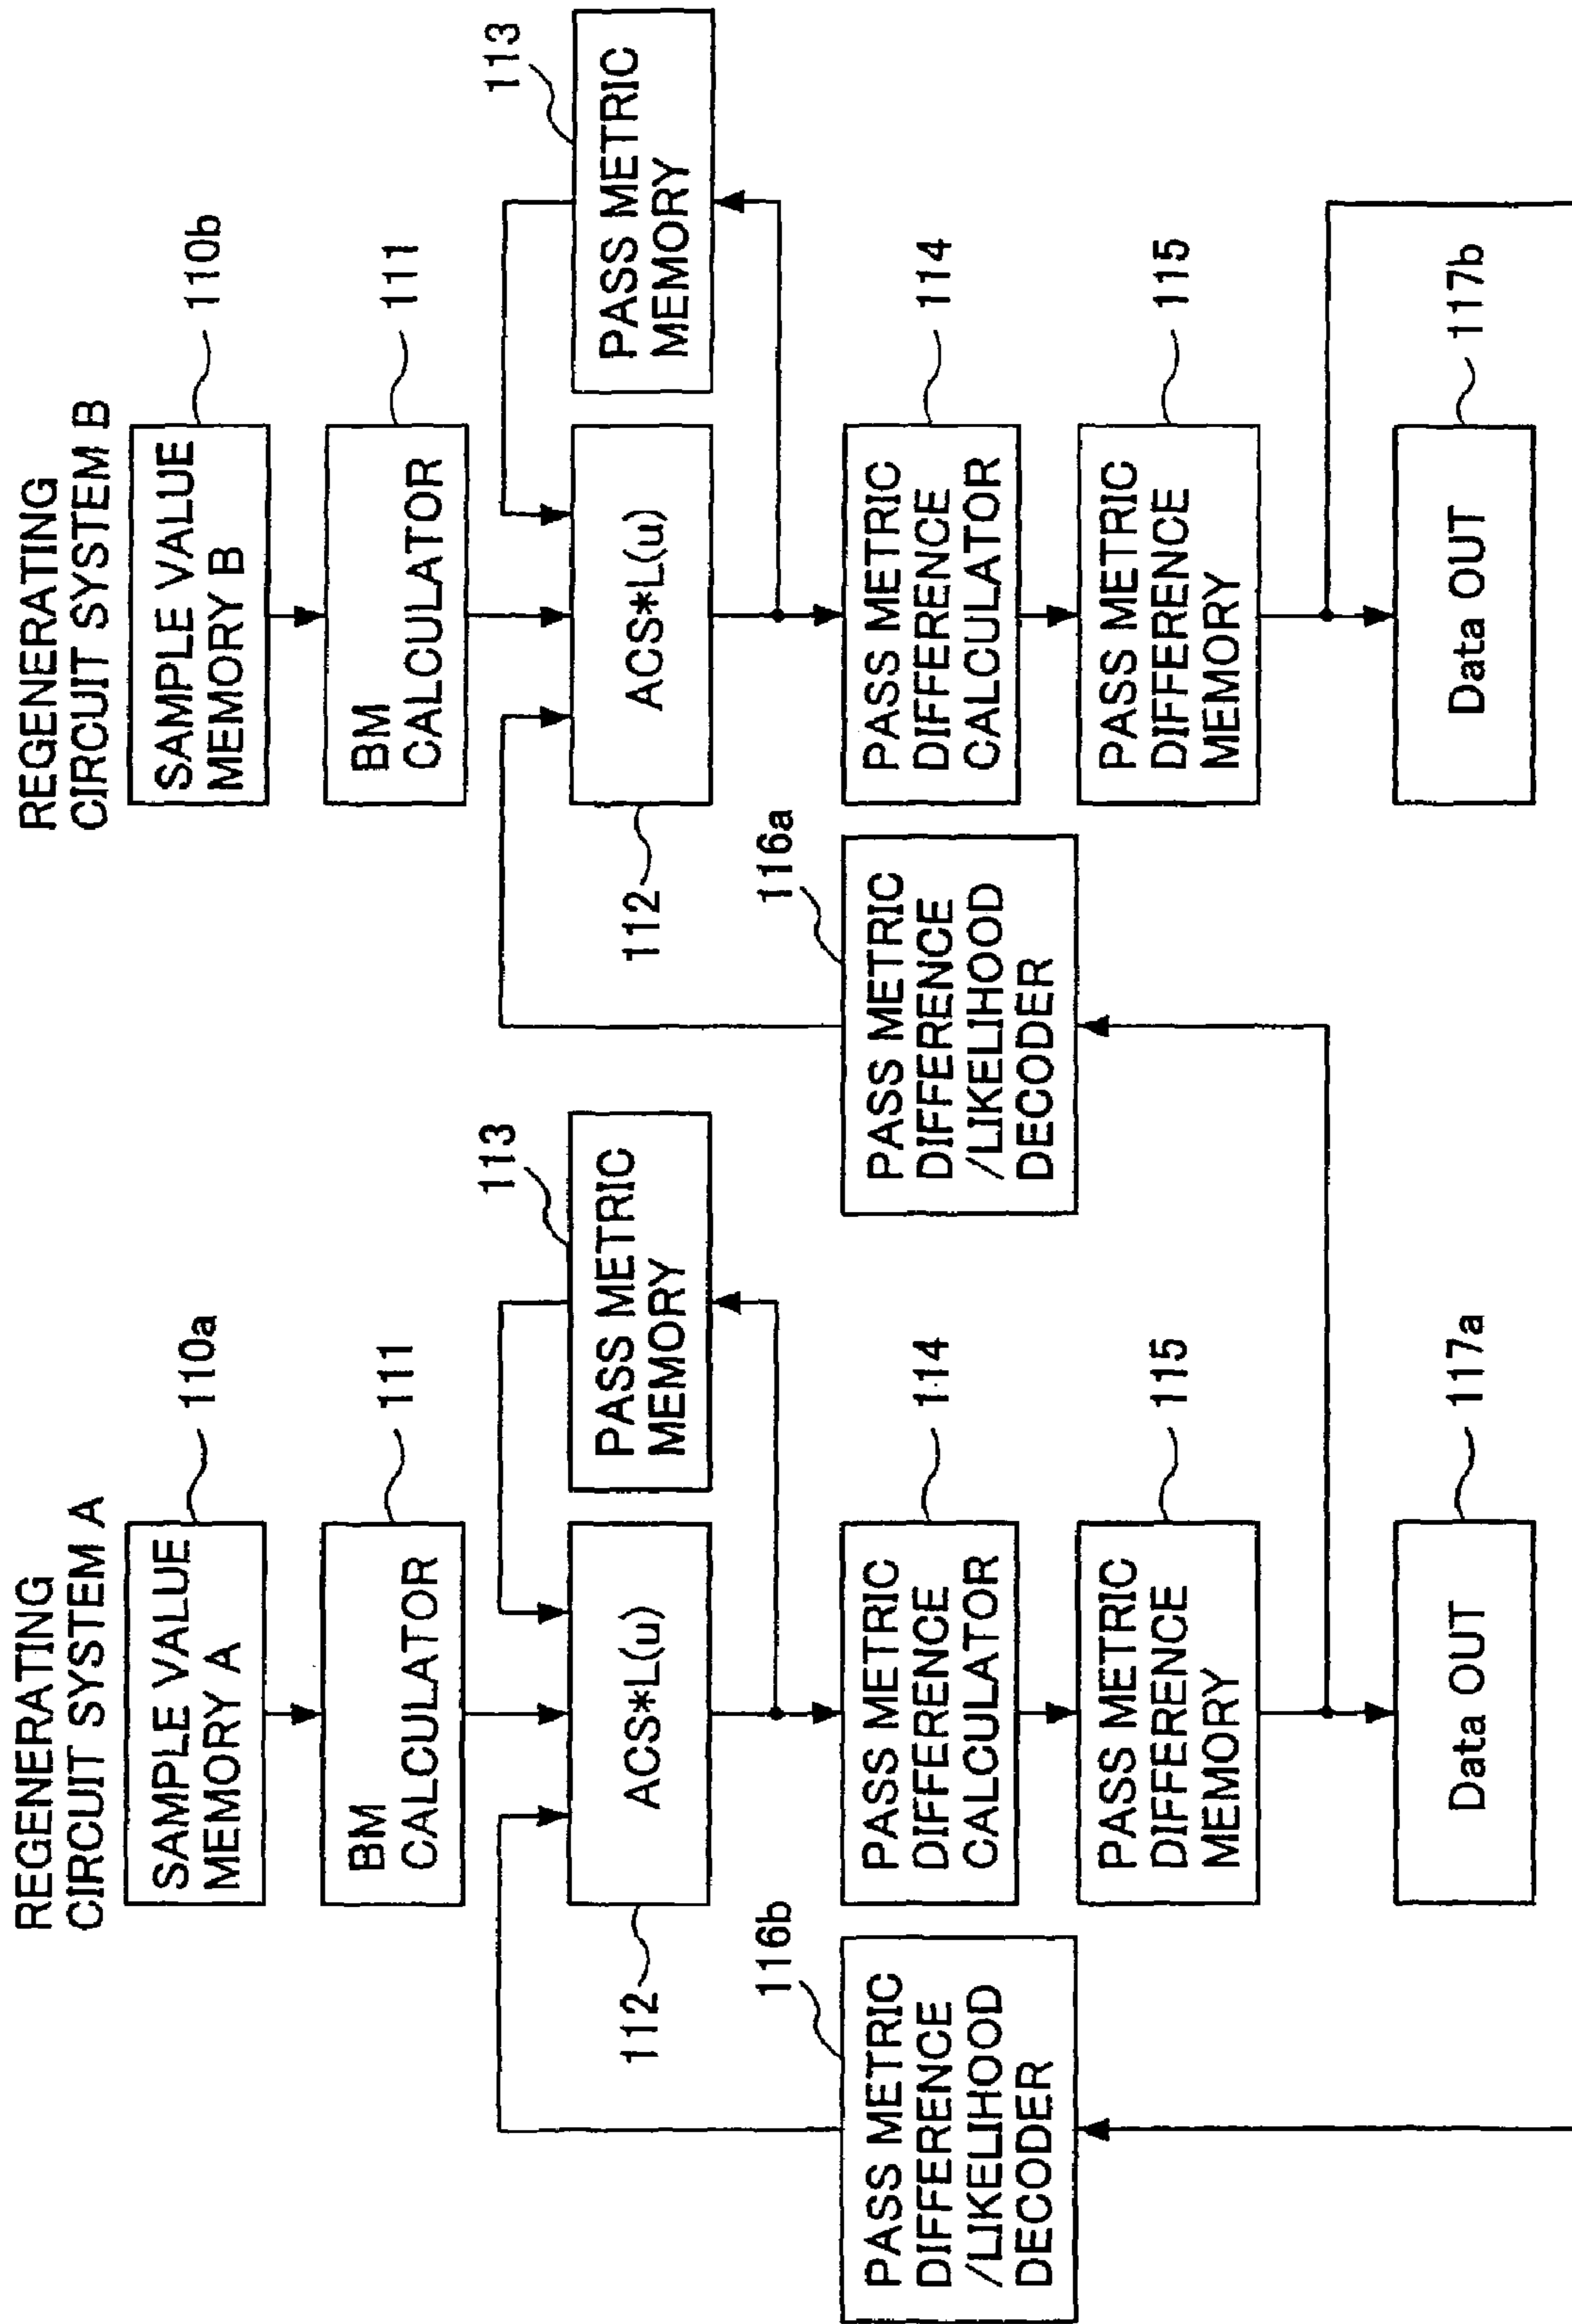 REGENERATING
CIRCUIT SYSTEM A
SAMPLE VALUE
MEMORY A
110a
BM
CALCULATOR
111
ACS*L(u)
112
PASS METRIC
MEMORY
113
PASS METRIC
DIFFERENCE
CALCULATOR
114
PASS METRIC
DIFFERENCE
MEMORY
115
PASS METRIC
DIFFERENCE
/LIKELIHOOD
DECODER
116b
Data OUT
117a
REGENERATING
CIRCUIT SYSTEM B
SAMPLE VALUE
MEMORY B
110b
BM
CALCULATOR
111
ACS*L(u)
112
PASS METRIC
MEMORY
113
PASS METRIC
DIFFERENCE
/LIKELIHOOD
DECODER
116a
PASS METRIC
DIFFERENCE
CALCULATOR
114
PASS METRIC
DIFFERENCE
MEMORY
115
Data OUT
117b